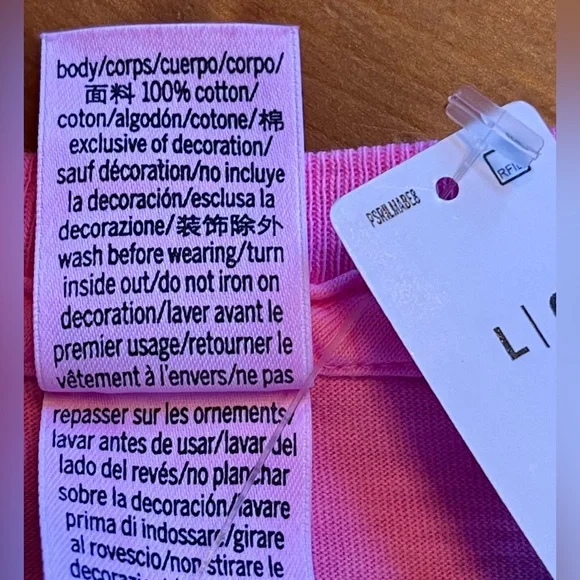 body/corps/cuerpo/corpo/
面料 100% cotton/
coton/algodón/cotone/棉
exclusive of decoration/
sauf décoration/no incluye
la decoración/esclusa la
decorazione/装饰除外
wash before wearing/turn
inside out/do not iron on
decoration/laver avant le
premier usage/retourner le
vêtement à l'envers/ne pas
repasser sur les ornements/
lavar antes de usar/lavar del
lado del revés/no planchar
sobre la decoración/lavare
prima di indossare/girare
al rovescio/non stirare le
RFID
L|